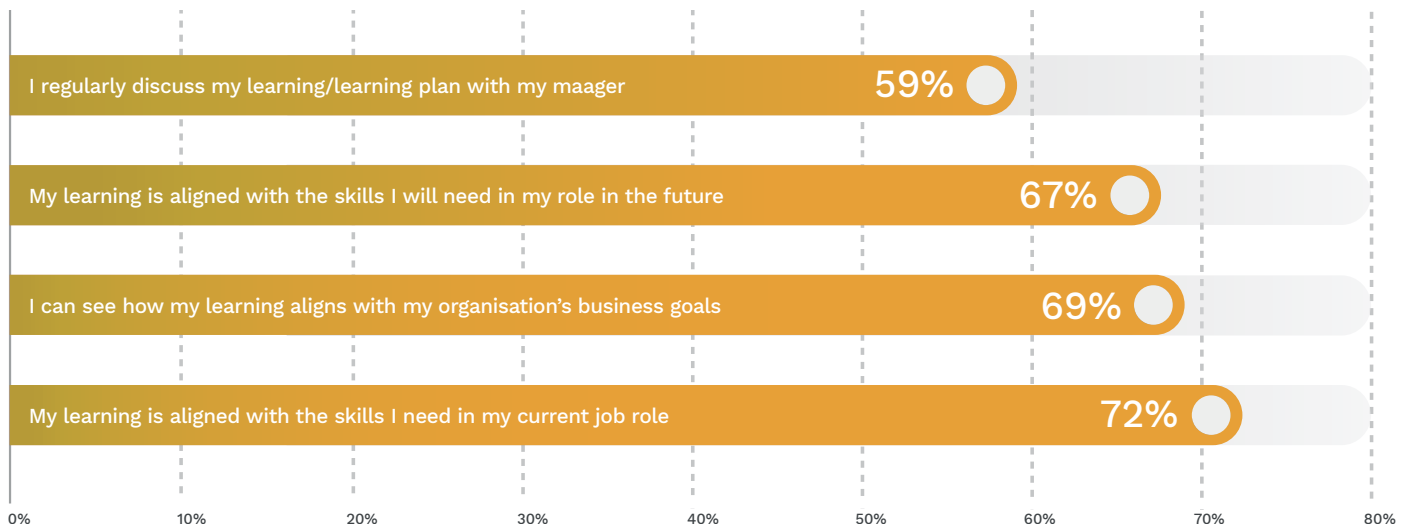 I regularly discuss my learning/learning plan with my maager
59%
My learning is aligned with the skills I will need in my role in the future
67%
I can see how my learning aligns with my organisation’s business goals
69%
My learning is aligned with the skills I need in my current job role
72%
0% 10% 20% 30% 40% 50% 60% 70% 80%